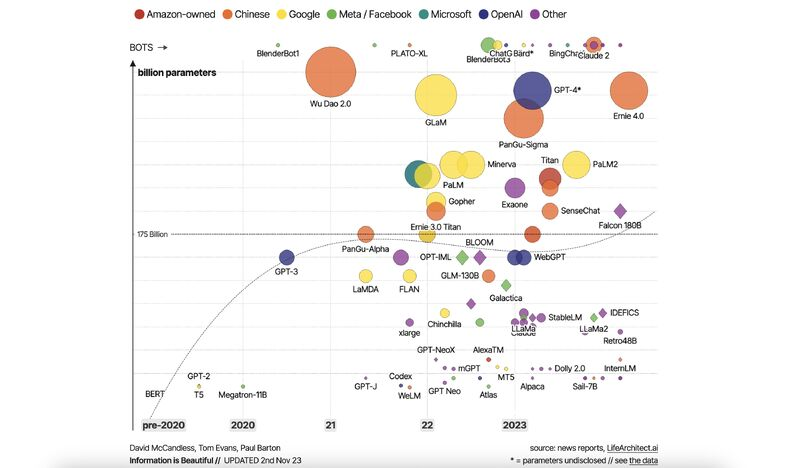 Amazon-owned Chinese Google Meta / Facebook Microsoft OpenAI Other
BOTS →
BlenderBot1
PLATO-XL
ChatG Bard*
BlenderBot3
BingCha
Claude 2
billion parameters
Wu Dao 2.0
GLaM
GPT-4*
Ernie 4.0
PanGu-Sigma
Minerva
Titan
PaLM2
PaLM
Gopher
Exaone
SenseChat
Ernie 3.0 Titan
Falcon 180B
175 Billion
PanGu-Alpha
BLOOM
GPT-3
OPT-IML
WebGPT
LaMDA
FLAN
GLM-130B
Galactica
xlarge
Chinchilla
StableLM
IDEFICS
LLaMa
Claude
LLaMa2
Retro48B
GPT-NeoX
AlexaTM
GPT-2
BERT
T5
Megatron-11B
GPT-J
Codex
WeLM
mGPT
GPT Neo
MT5
Atlas
Dolly 2.0
Alpaca
InternLM
Sail-7B
pre-2020
2020
21
22
2023
David McCandless, Tom Evans, Paul Barton
Information is Beautiful // UPDATED 2nd Nov 23
source: news reports, LifeArchitect.ai
* = parameters undisclosed // see the data